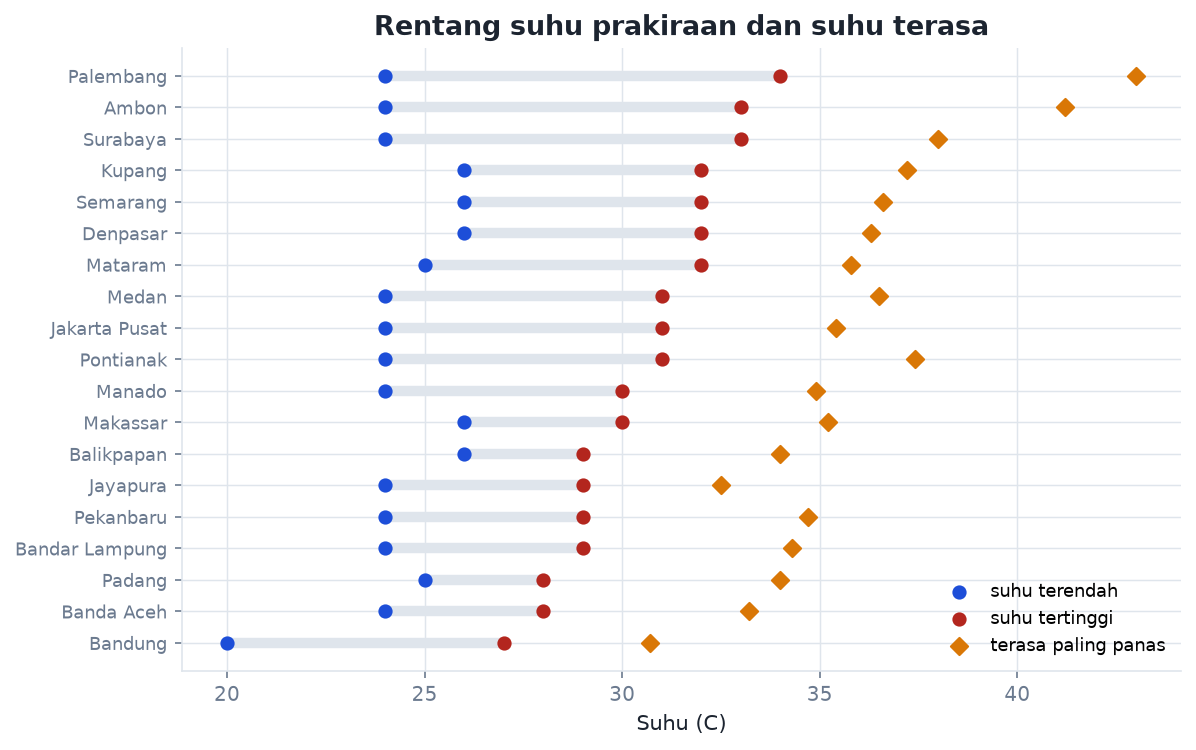 Rentang suhu prakiraan dan suhu terasa
Palembang
Ambon
Surabaya
Kupang
Semarang
Denpasar
Mataram
Medan
Jakarta Pusat
Pontianak
Manado
Makassar
Balikpapan
Jayapura
Pekanbaru
Bandar Lampung
Padang
Banda Aceh
Bandung
suhu terendah
suhu tertinggi
terasa paling panas
20 25 30 35 40
Suhu (C)